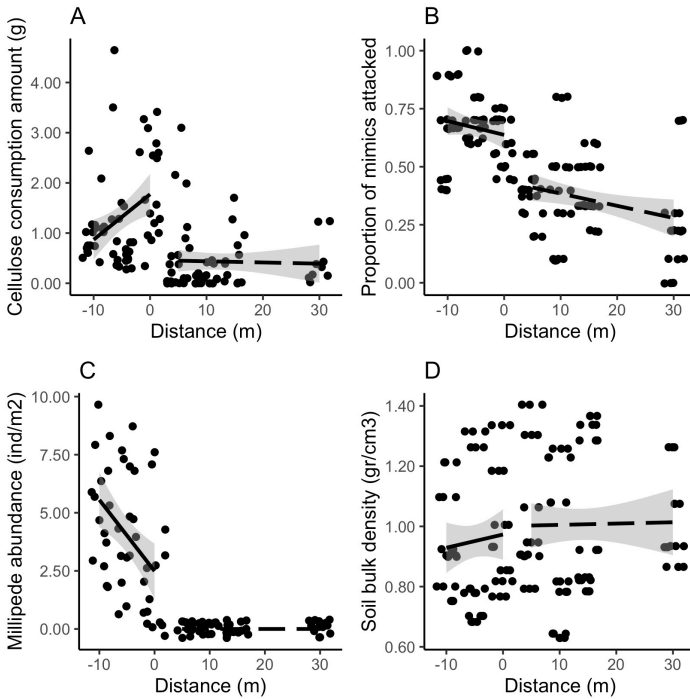 A
Cellulose consumption amount (g)
4.00
3.00
2.00
1.00
0.00
-10 0 10 20 30
Distance (m)
B
Proportion of mimics attacked
1.00
0.75
0.50
0.25
0.00
-10 0 10 20 30
Distance (m)
C
Millipede abundance (ind/m2)
10.00
7.50
5.00
2.50
0.00
-10 0 10 20 30
Distance (m)
D
Soil bulk density (gr/cm3)
1.40
1.20
1.00
0.80
0.60
-10 0 10 20 30
Distance (m)